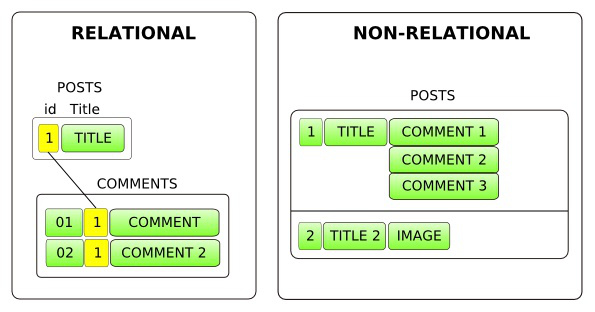 RELATIONAL
POSTS
id Title
1 TITLE
COMMENTS
01 1 COMMENT
02 1 COMMENT 2
NON-RELATIONAL
POSTS
1 TITLE COMMENT 1
COMMENT 2
COMMENT 3
2 TITLE 2 IMAGE